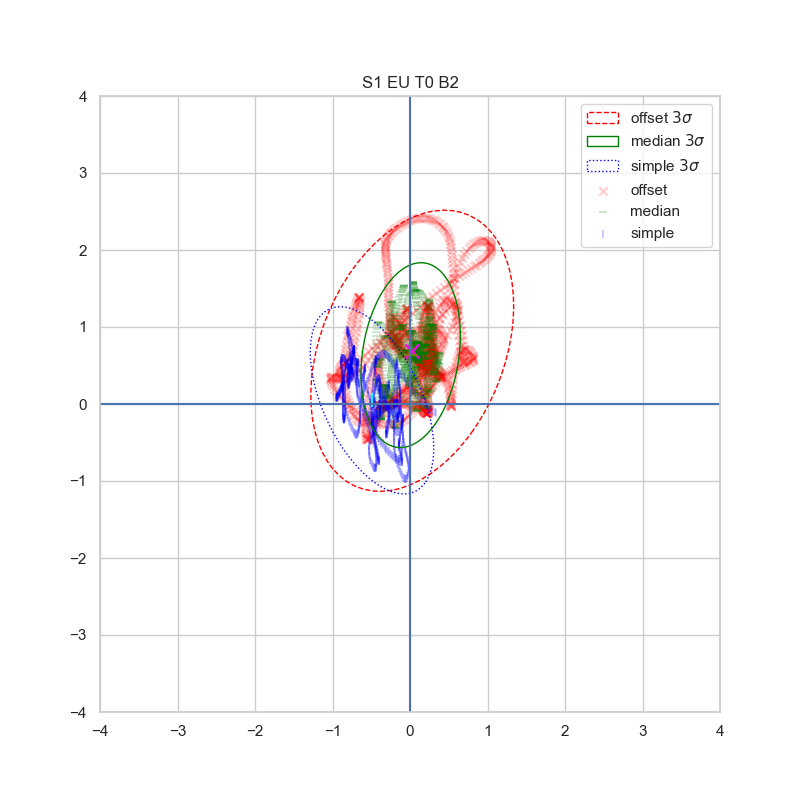 S1 EU T0 B2
offset 3σ
median 3σ
simple 3σ
offset
median
simple
4
3
2
1
0
−1
−2
−3
−4
−4 −3 −2 −1 0 1 2 3 4